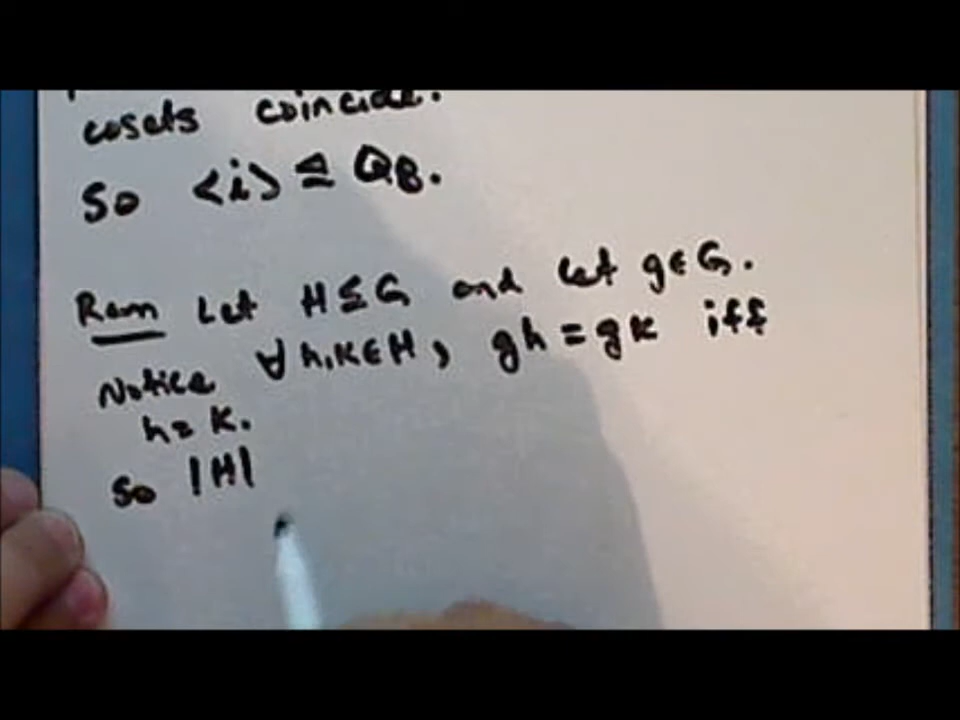 cosets coincide.
So <i> ⊴ Q8.
Rem Let H ≤ G and let g ∈ G.
Notice ∀ h,k ∈ H, gh = gk iff
h = k.
So |H|